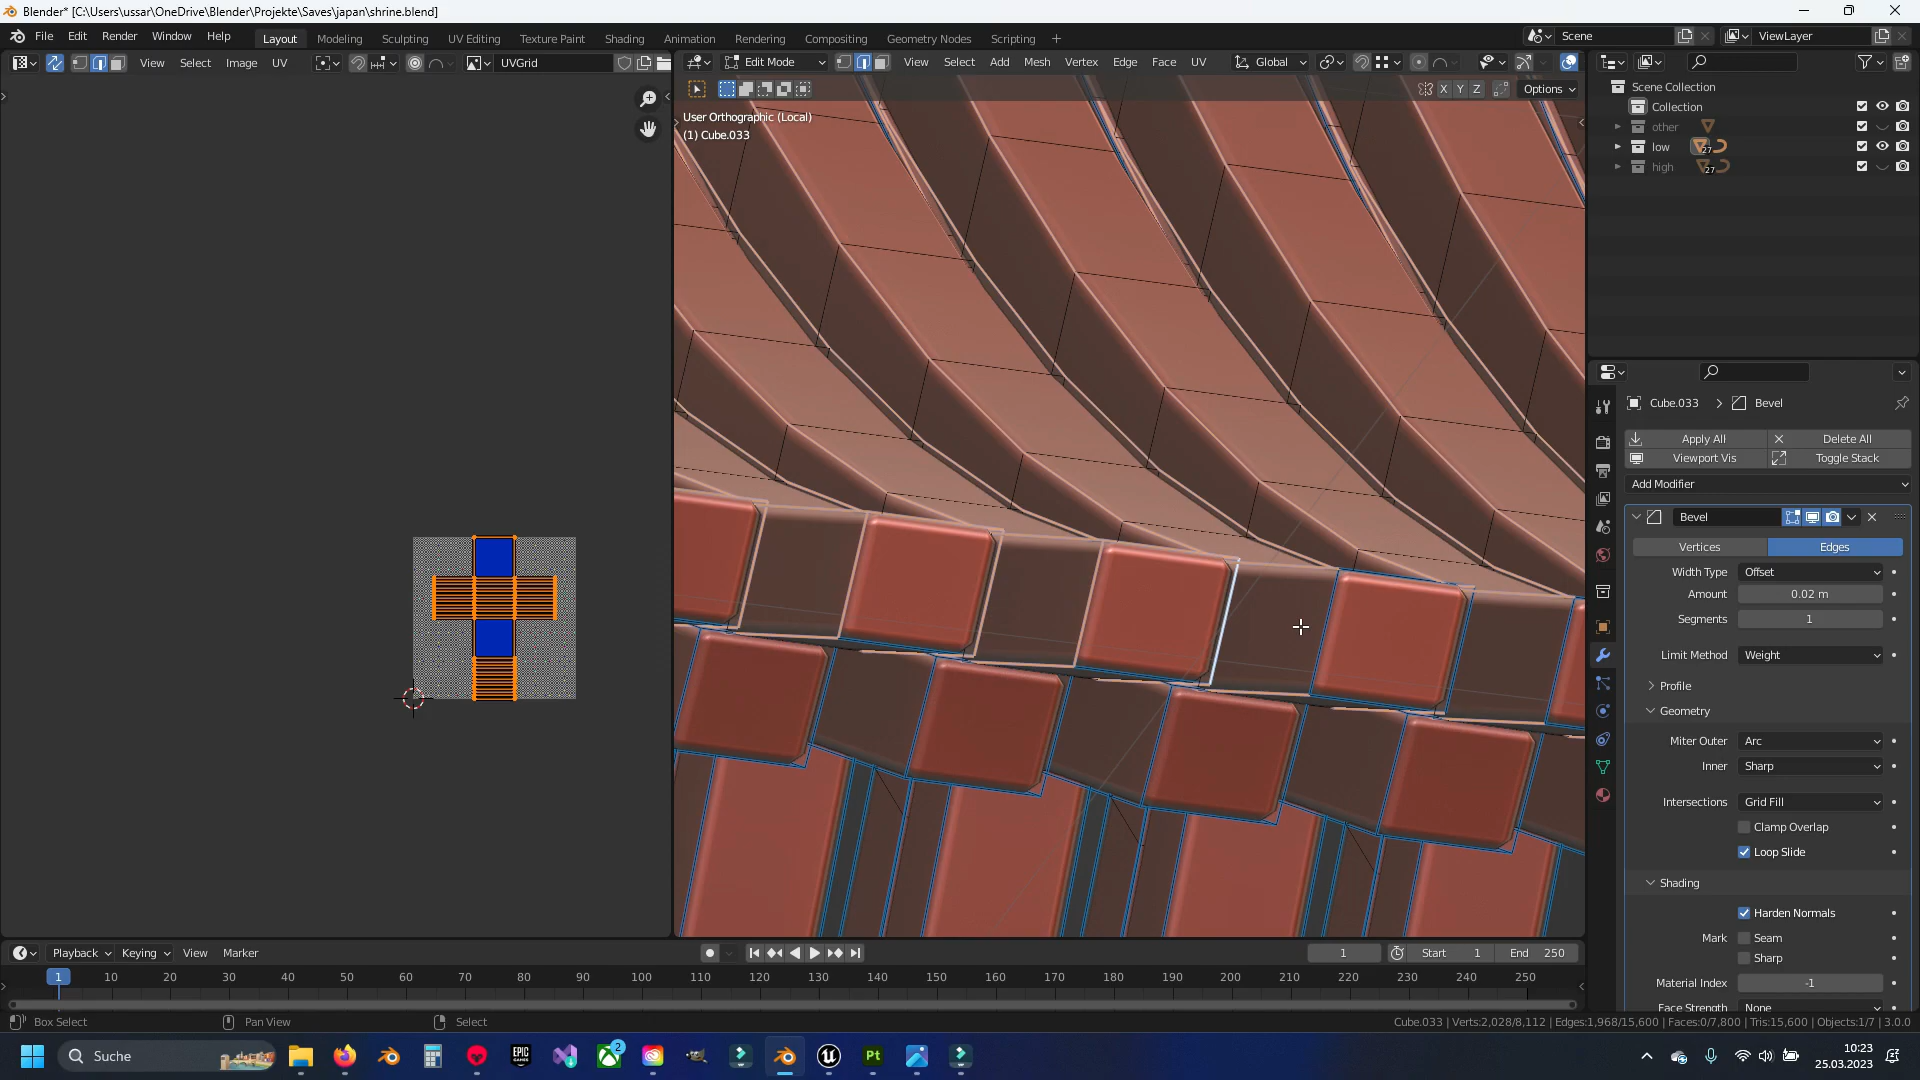 Blender* [C:\Users\ussar\OneDrive\Blender\Projekte\Saves\japan\shrine.blend]
File Edit Render Window Help
Layout Modeling Sculpting UV Editing Texture Paint Shading Animation Rendering Compositing Geometry Nodes Scripting +
Scene
ViewLayer
View Select Image UV
UVGrid
Edit Mode
View Select Add Mesh Vertex Edge Face UV
Global
X Y Z
Options
User Orthographic (Local)
(1) Cube.033
Scene Collection
Collection
other
low 27
high 27
Cube.033 > Bevel
Apply All
Delete All
Viewport Vis
Toggle Stack
Add Modifier
Bevel
Vertices
Edges
Width Type Offset
Amount 0.02 m
Segments 1
Limit Method Weight
Profile
Geometry
Miter Outer Arc
Inner Sharp
Intersections Grid Fill
Clamp Overlap
Loop Slide
Shading
Harden Normals
Mark Seam
Sharp
Material Index -1
Face Strength None
Playback Keying View Marker
1
Start 1
End 250
1 10 20 30 40 50 60 70 80 90 100 110 120 130 140 150 160 170 180 190 200 210 220 230 240 250
Box Select
Pan View
Select
Cube.033 | Verts:2,028/8,112 | Edges:1,968/15,600 | Faces:0/7,800 | Tris:15,600 | Objects:1/7 | 3.0.0
Suche
EPIC
GAMES
2
Pt
10:23
25.03.2023